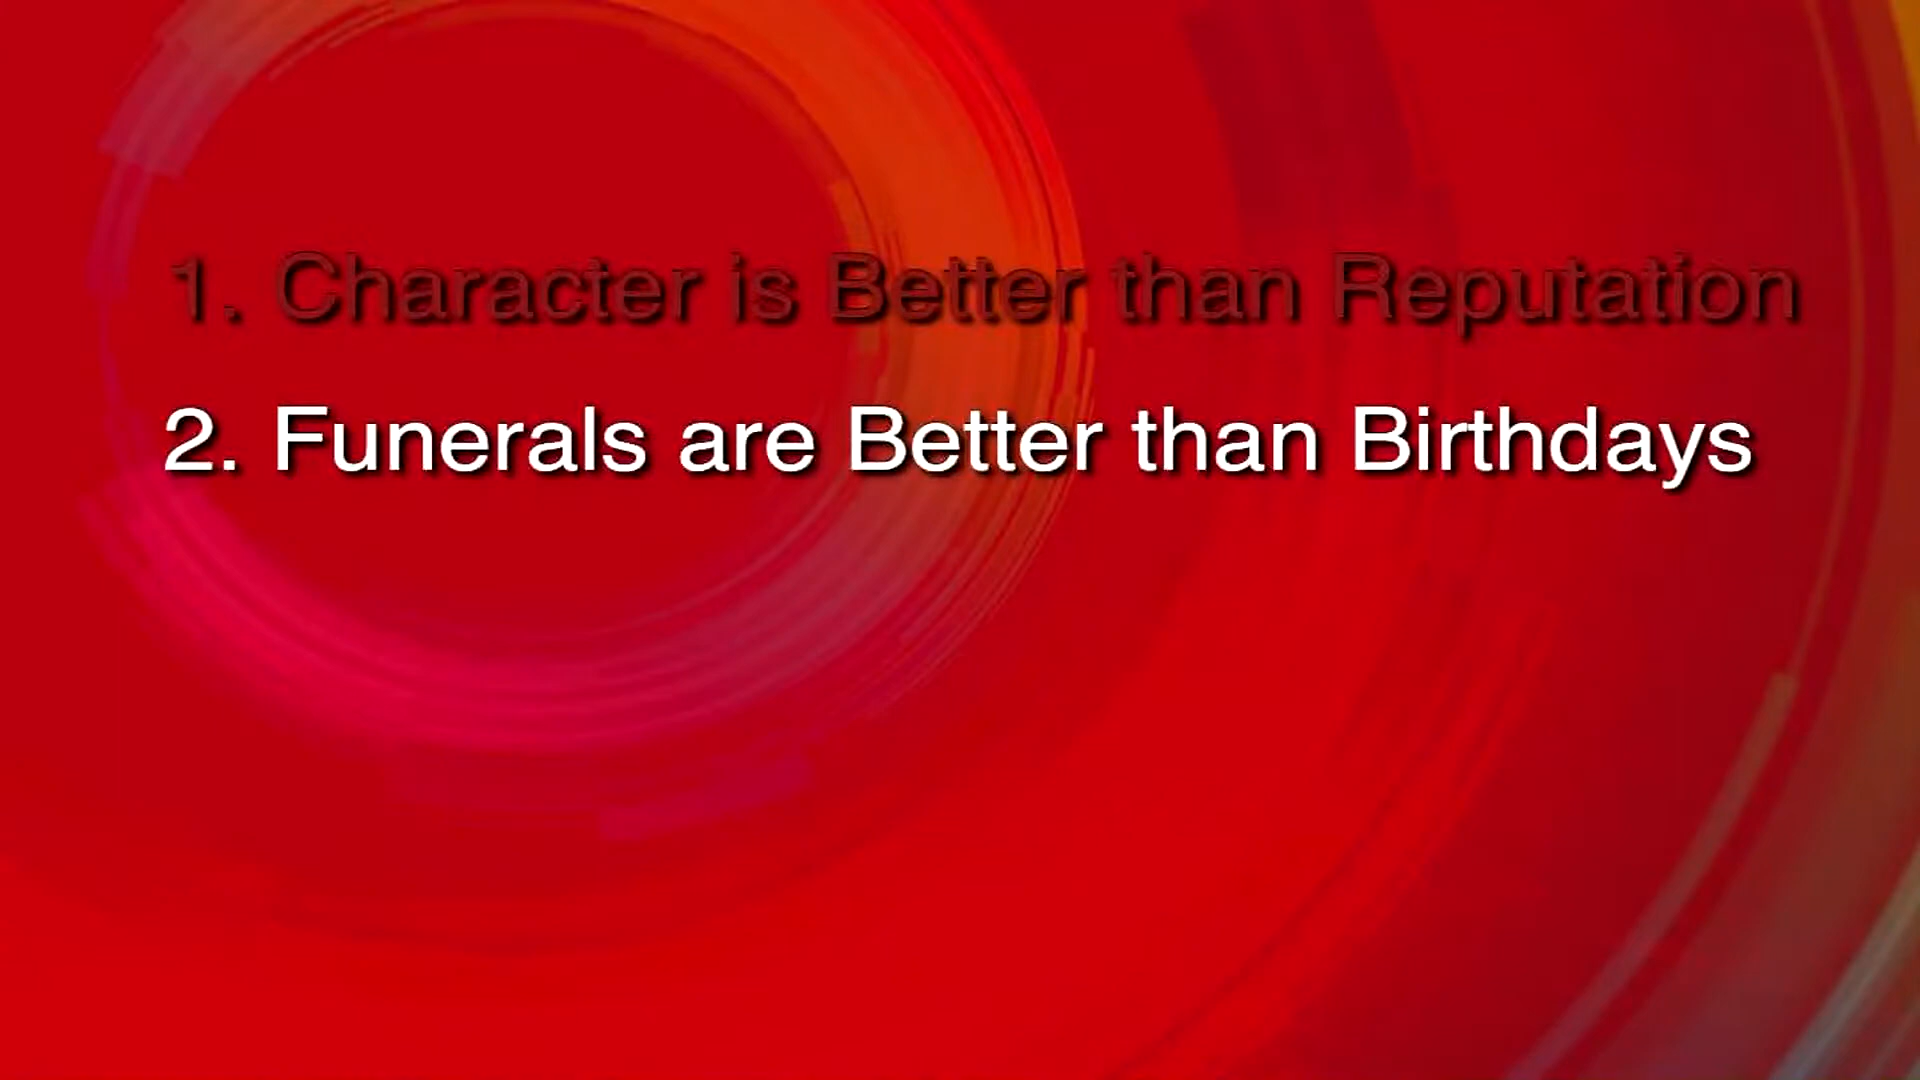 1. Character is Better than Reputation
2. Funerals are Better than Birthdays